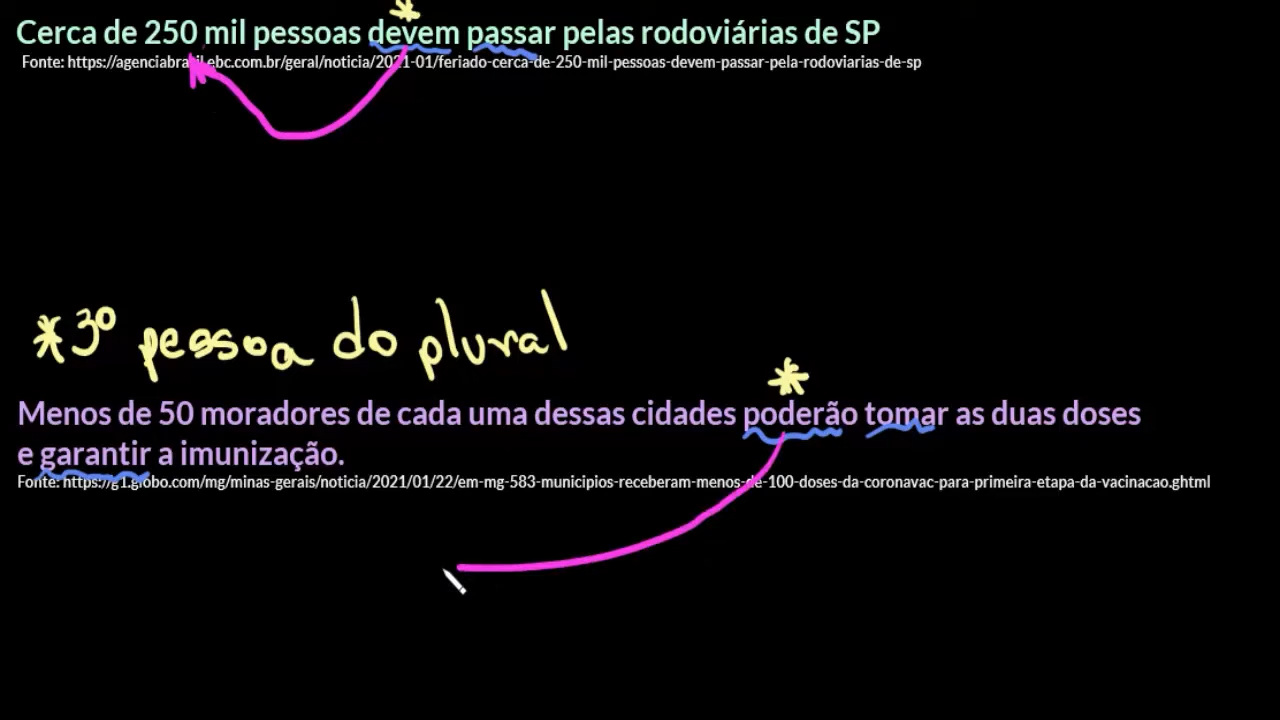 Cerca de 250 mil pessoas devem passar pelas rodoviárias de SP
Fonte: https://agenciabrasil.ebc.com.br/geral/noticia/2021-01/feriado-cerca-de-250-mil-pessoas-devem-passar-pela-rodoviarias-de-sp
*3º pessoa do plural
Menos de 50 moradores de cada uma dessas cidades poderão tomar as duas doses
e garantir a imunização.
Fonte: https://g1.globo.com/mg/minas-gerais/noticia/2021/01/22/em-mg-583-municipios-receberam-menos-de-100-doses-da-coronavac-para-primeira-etapa-da-vacinacao.ghtml